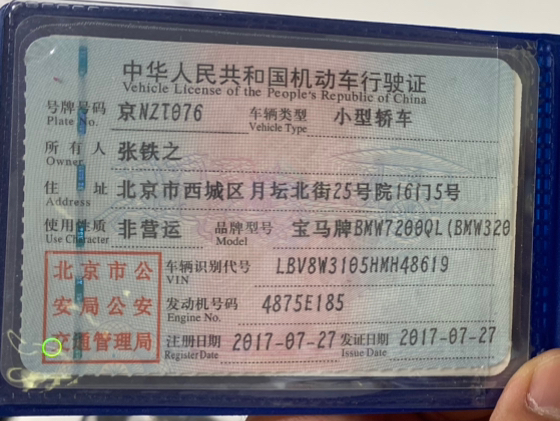 中华人民共和国机动车行驶证
Vehicle License of the People's Republic of China
号牌号码 京NZT076 车辆类型 小型轿车
Plate No. Vehicle Type
所有人 张铁之
Owner
住址 北京市西城区月坛北街25号院16门5号
Address
使用性质 非营运 品牌型号 宝马牌BMW7200QL(BMW320
Use Character Model
北京市公
安局公安
交通管理局
车辆识别代号 LBV8W3105HMH48619
VIN
发动机号码 4875E185
Engine No.
注册日期 2017-07-27 发证日期 2017-07-27
Register Date Issue Date